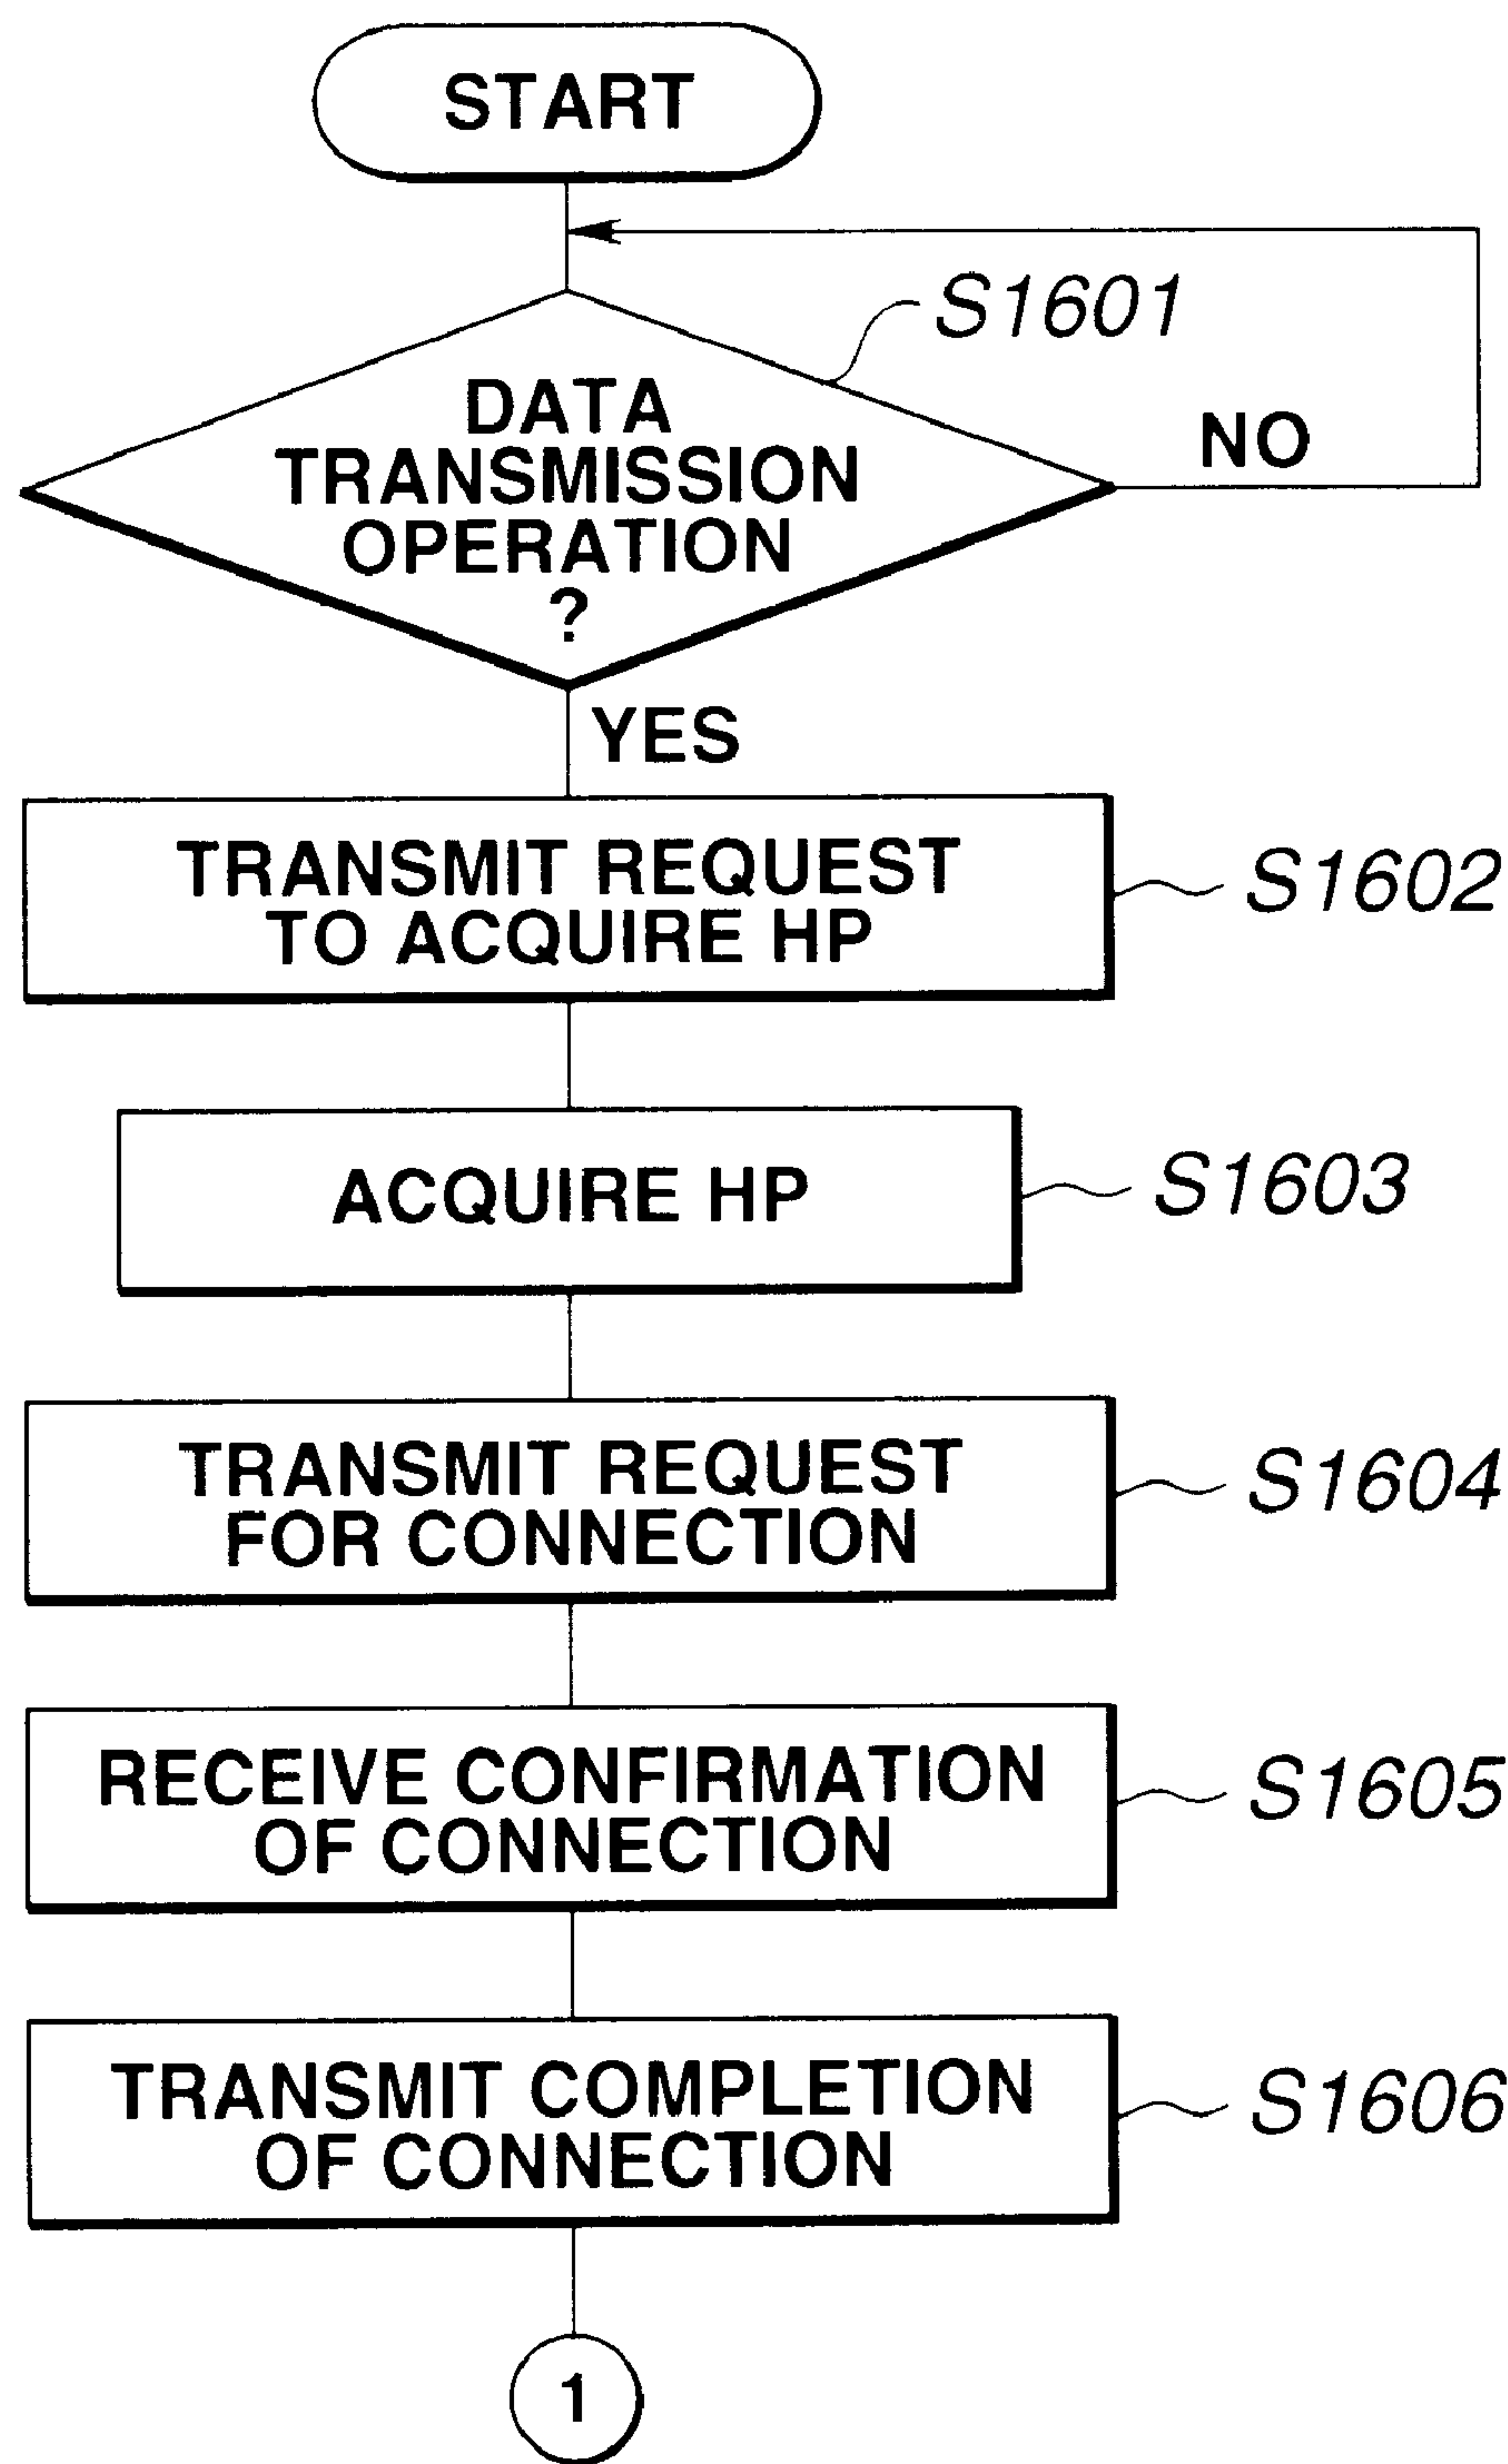 START
S1601
DATA
TRANSMISSION
OPERATION
?
NO
YES
TRANSMIT REQUEST
TO ACQUIRE HP
S1602
ACQUIRE HP
S1603
TRANSMIT REQUEST
FOR CONNECTION
S1604
RECEIVE CONFIRMATION
OF CONNECTION
S1605
TRANSMIT COMPLETION
OF CONNECTION
S1606
1